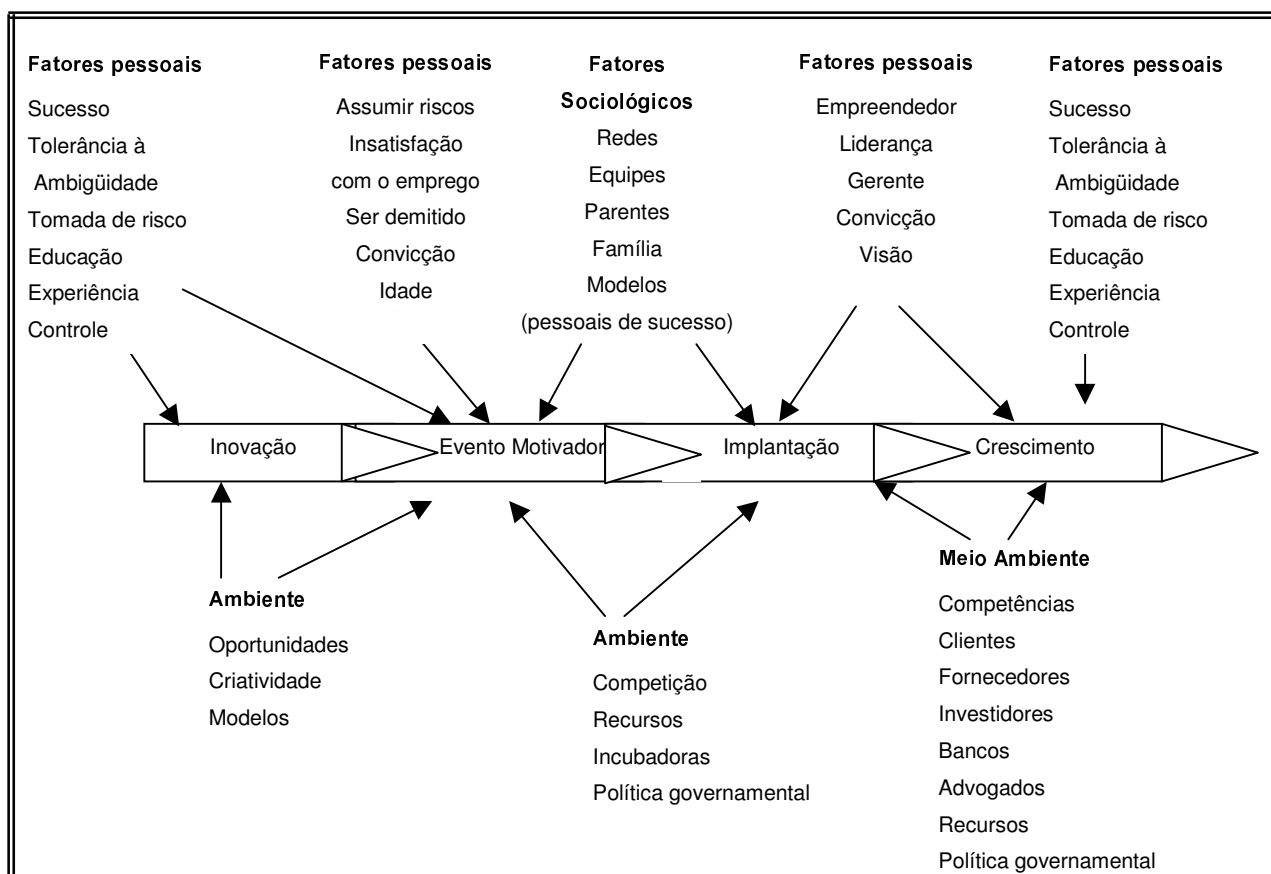 Fatores pessoais
Sucesso
Tolerância à
Ambigüidade
Tomada de risco
Educação
Experiência
Controle
Fatores pessoais
Assumir riscos
Insatisfação
com o emprego
Ser demitido
Convicção
Idade
Fatores
Sociológicos
Redes
Equipes
Parentes
Família
Modelos
(pessoais de sucesso)
Fatores pessoais
Empreendedor
Liderança
Gerente
Convicção
Visão
Fatores pessoais
Sucesso
Tolerância à
Ambigüidade
Tomada de risco
Educação
Experiência
Controle
Inovação
Evento Motivador
Implantação
Crescimento
Ambiente
Oportunidades
Criatividade
Modelos
Ambiente
Competição
Recursos
Incubadoras
Política governamental
Meio Ambiente
Competências
Clientes
Fornecedores
Investidores
Bancos
Advogados
Recursos
Política governamental